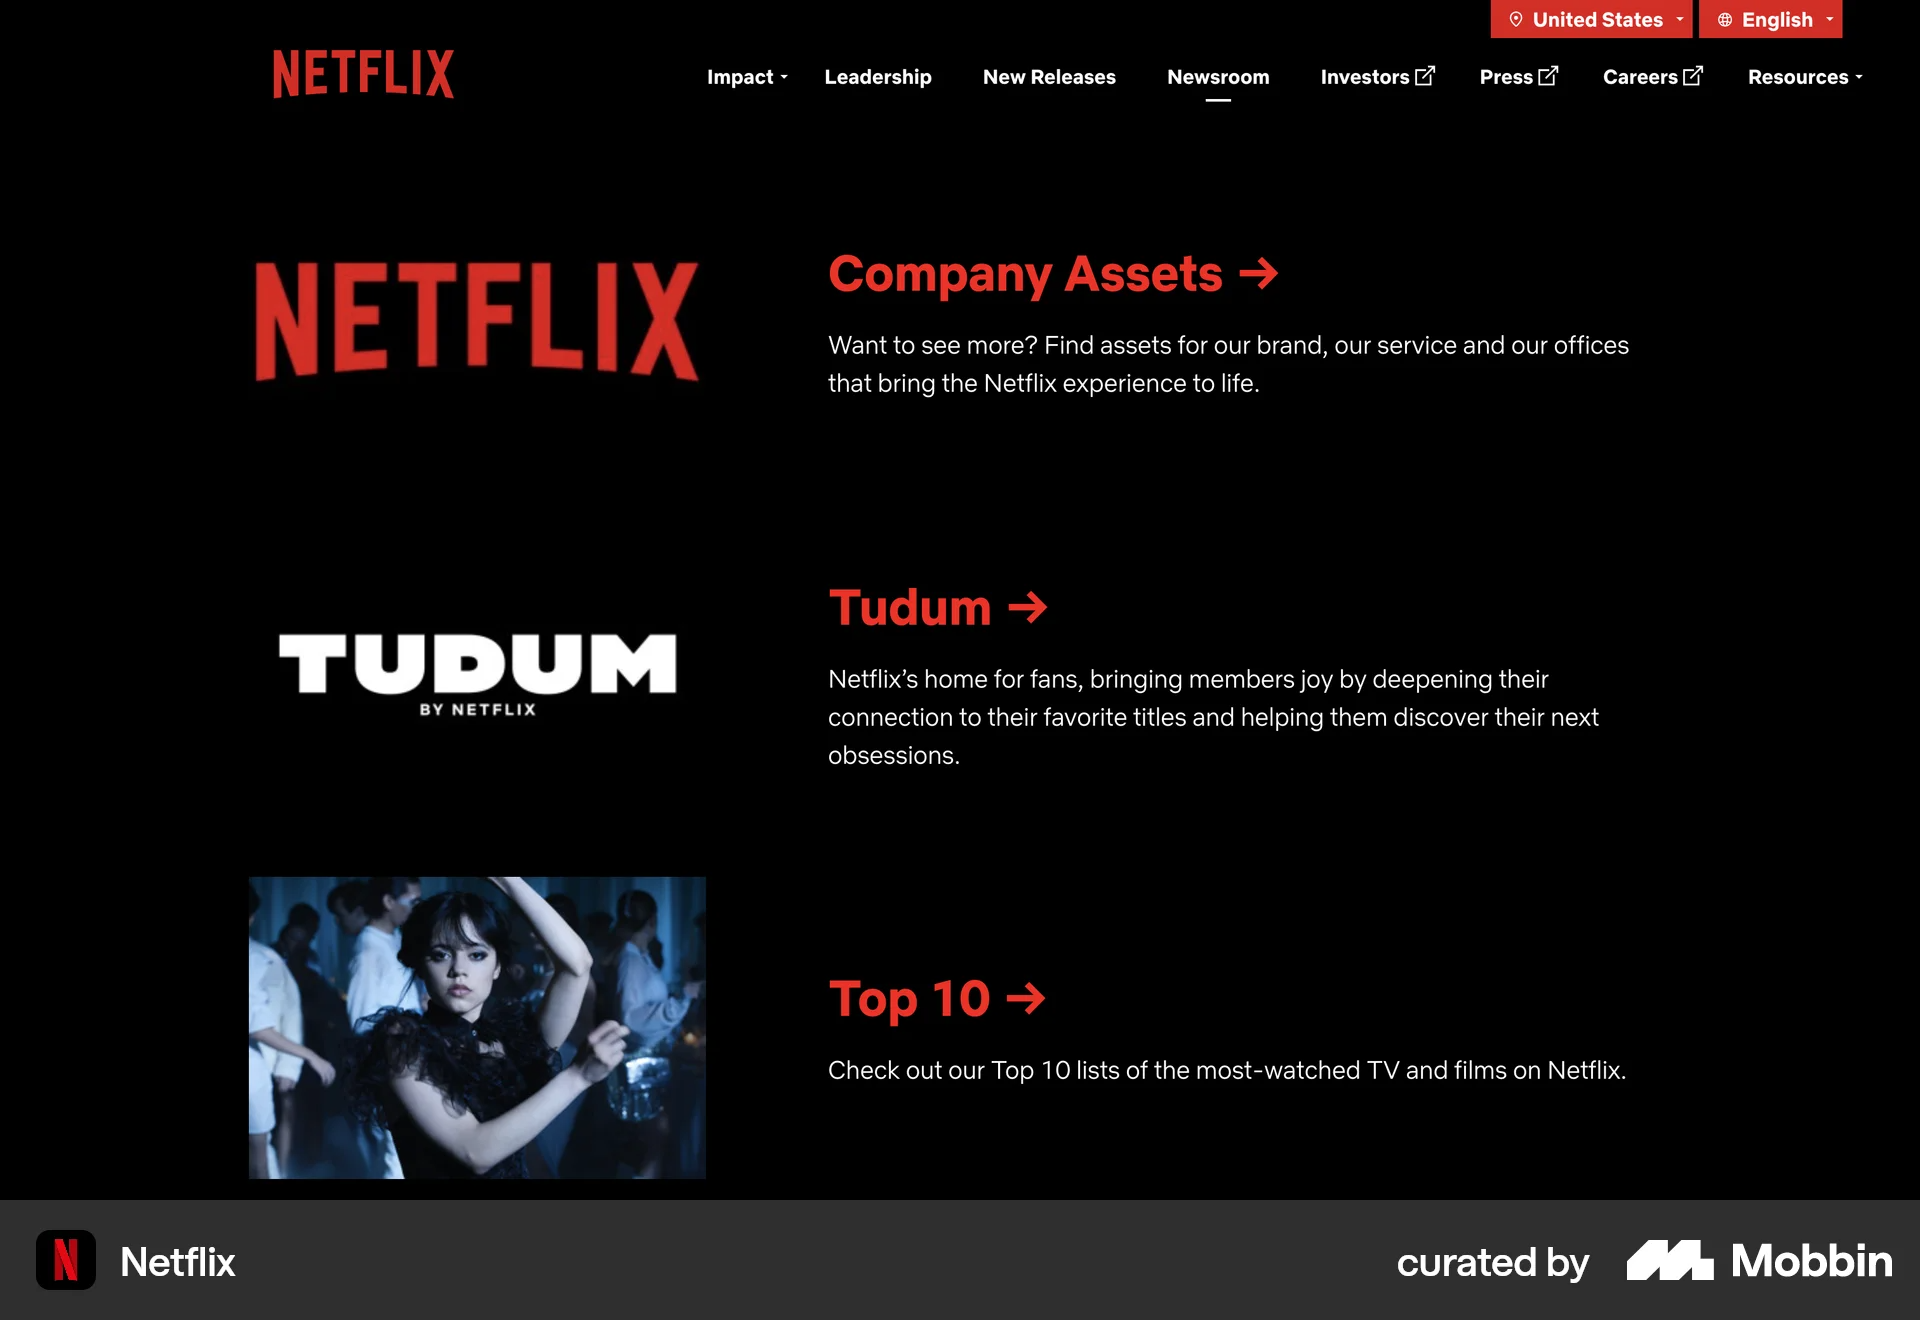 United States
English
NETFLIX
Impact
Leadership
New Releases
Newsroom
Investors
Press
Careers
Resources
NETFLIX
Company Assets →
Want to see more? Find assets for our brand, our service and our offices
that bring the Netflix experience to life.
TUDUM
BY NETFLIX
Tudum →
Netflix’s home for fans, bringing members joy by deepening their
connection to their favorite titles and helping them discover their next
obsessions.
Top 10 →
Check out our Top 10 lists of the most-watched TV and films on Netflix.
N
Netflix
curated by
Mobbin